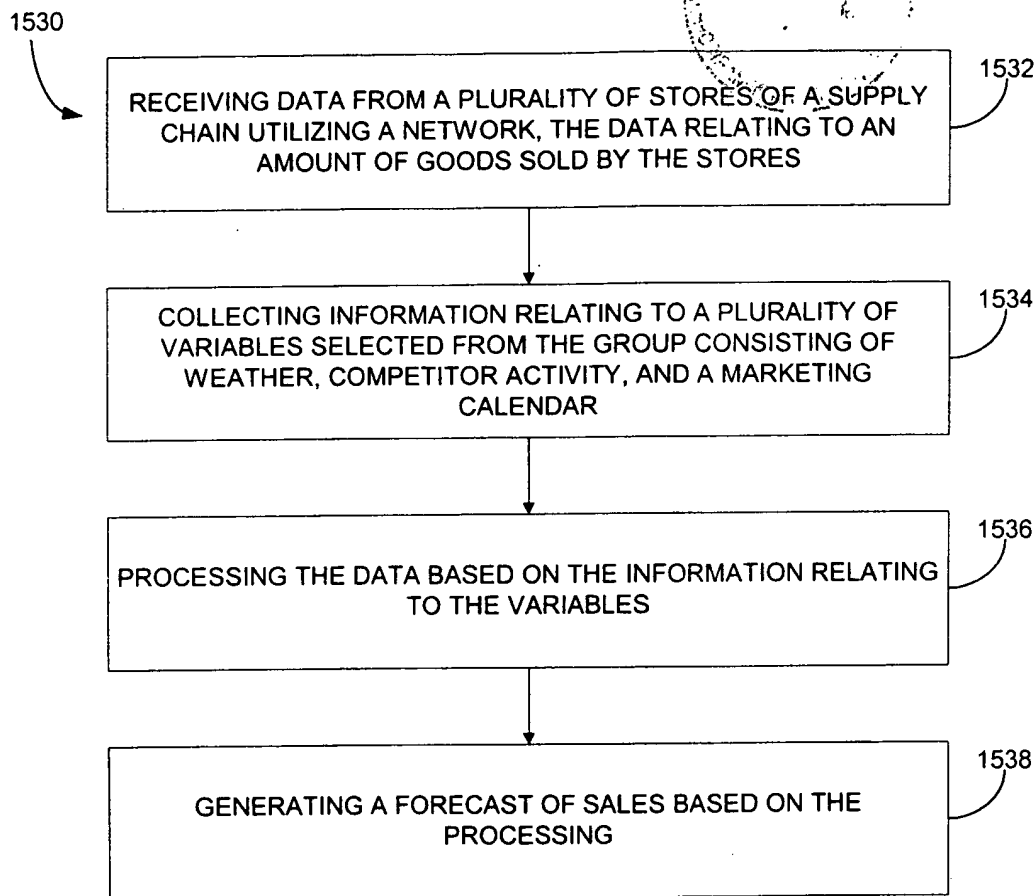 1530
1532
RECEIVING DATA FROM A PLURALITY OF STORES OF A SUPPLY
CHAIN UTILIZING A NETWORK, THE DATA RELATING TO AN
AMOUNT OF GOODS SOLD BY THE STORES
1534
COLLECTING INFORMATION RELATING TO A PLURALITY OF
VARIABLES SELECTED FROM THE GROUP CONSISTING OF
WEATHER, COMPETITOR ACTIVITY, AND A MARKETING
CALENDAR
1536
PROCESSING THE DATA BASED ON THE INFORMATION RELATING
TO THE VARIABLES
1538
GENERATING A FORECAST OF SALES BASED ON THE
PROCESSING